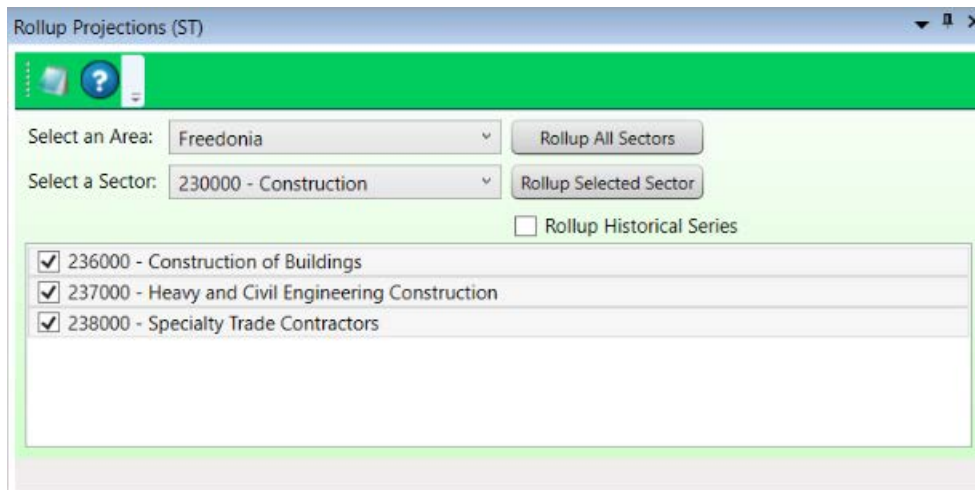 Rollup Projections (ST)
?
Select an Area: Freedonia Rollup All Sectors
Select a Sector: 230000 - Construction Rollup Selected Sector
Rollup Historical Series
236000 - Construction of Buildings
237000 - Heavy and Civil Engineering Construction
238000 - Specialty Trade Contractors